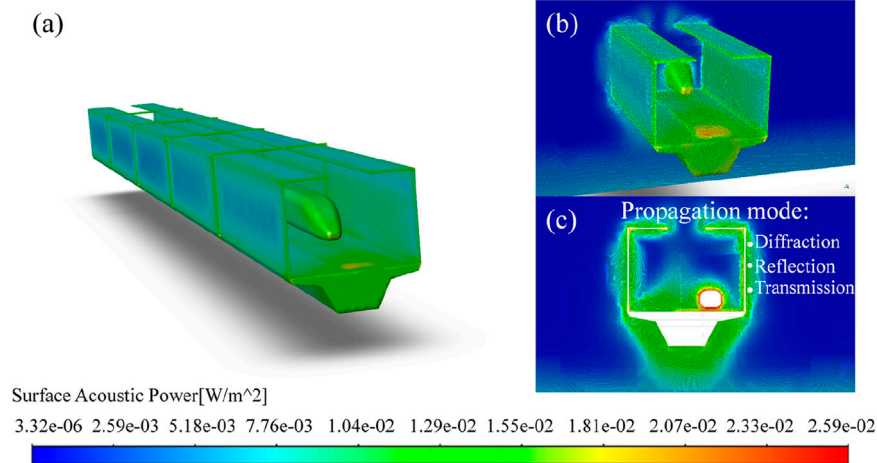 (a)
(b)
(c)
Propagation mode:
•Diffraction
•Reflection
•Transmission
Surface Acoustic Power[W/m^2]
3.32e-06 2.59e-03 5.18e-03 7.76e-03 1.04e-02 1.29e-02 1.55e-02 1.81e-02 2.07e-02 2.33e-02 2.59e-02